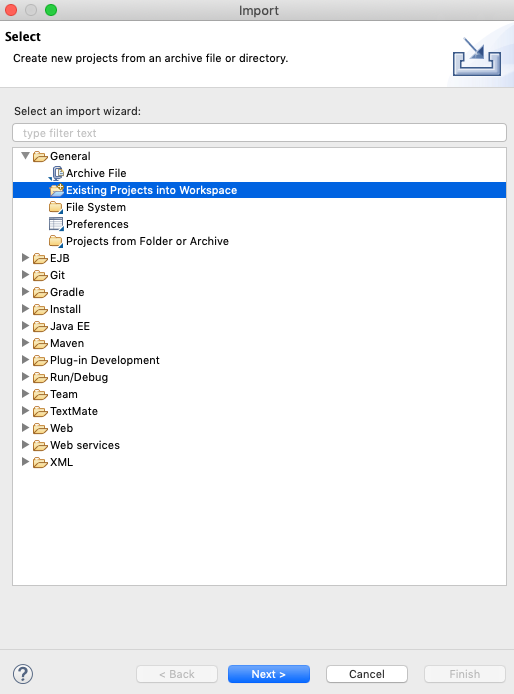 Import
Select
Create new projects from an archive file or directory.
Select an import wizard:
type filter text
General
Archive File
Existing Projects into Workspace
File System
Preferences
Projects from Folder or Archive
EJB
Git
Gradle
Install
Java EE
Maven
Plug-in Development
Run/Debug
Team
TextMate
Web
Web services
XML
? < Back Next > Cancel Finish